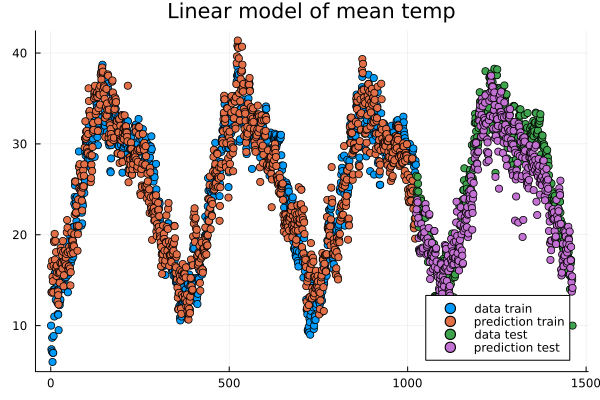 Linear model of mean temp
40
30
20
10
0
500
1000
1500
data train
prediction train
data test
prediction test